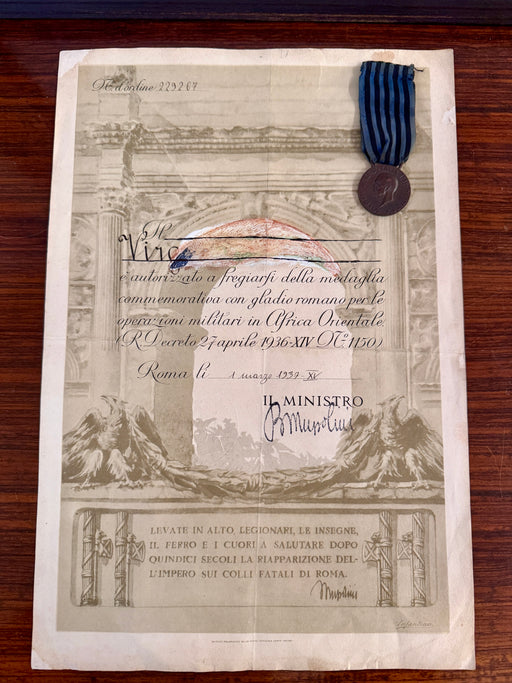 N. d'ordine 229267
Il
è autorizzato a fregiarsi della medaglia
commemorativa con gladio romano per le
operazioni militari in Africa Orientale
(R. Decreto 27 aprile 1936-XIV N.° 1150)
Roma li 1 marzo 1937-XV
IL MINISTRO
BMussolini
LEVATE IN ALTO, LEGIONARI, LE INSEGNE,
IL FERRO E I CUORI A SALUTARE DOPO
QUINDICI SECOLI LA RIAPPARIZIONE DEL-
L'IMPERO SUI COLLI FATALI DI ROMA.
Mussolini